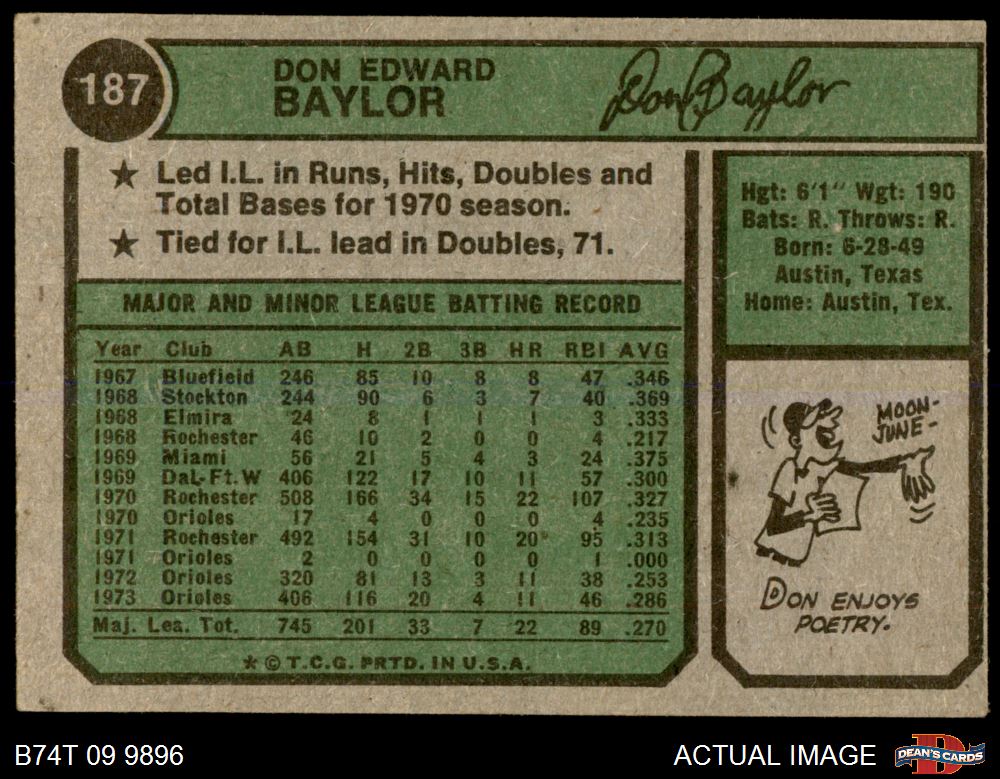 187
DON EDWARD
BAYLOR
Don Baylor
★ Led I.L. in Runs, Hits, Doubles and
Total Bases for 1970 season.
★ Tied for I.L. lead in Doubles, 71.
MAJOR AND MINOR LEAGUE BATTING RECORD
Year Club AB H 2B 3B HR RBI AVG
1967 Bluefield 246 85 10 8 8 47 .346
1968 Stockton 244 90 6 3 7 40 .369
1968 Elmira 24 8 1 1 1 3 .333
1968 Rochester 46 10 2 0 0 4 .217
1969 Miami 56 21 5 4 3 24 .375
1969 Dal-Ft.W 406 122 17 10 11 57 .300
1970 Rochester 508 166 34 15 22 107 .327
1970 Orioles 17 4 0 0 0 4 .235
1971 Rochester 492 154 31 10 20 95 .313
1971 Orioles 2 0 0 0 0 1 .000
1972 Orioles 320 81 13 3 11 38 .253
1973 Orioles 406 116 20 4 11 46 .286
Maj. Lea. Tot. 745 201 33 7 22 89 .270
★ © T.C.G. PRTD. IN U.S.A.
Hgt: 6'1" Wgt: 190
Bats: R. Throws: R.
Born: 6-28-49
Austin, Texas
Home: Austin, Tex.
MOON-
JUNE-
DON ENJOYS
POETRY.
B74T 09 9896
ACTUAL IMAGE
DEAN'S CARDS